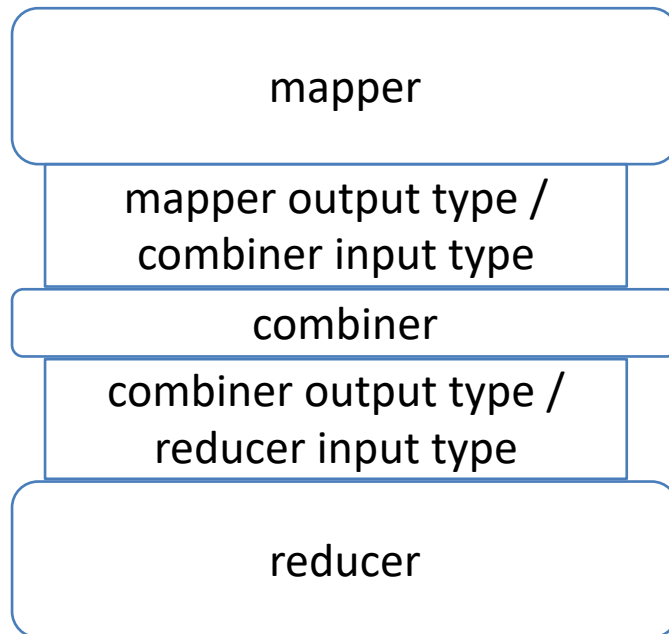 mapper
mapper output type /
combiner input type
combiner
combiner output type /
reducer input type
reducer